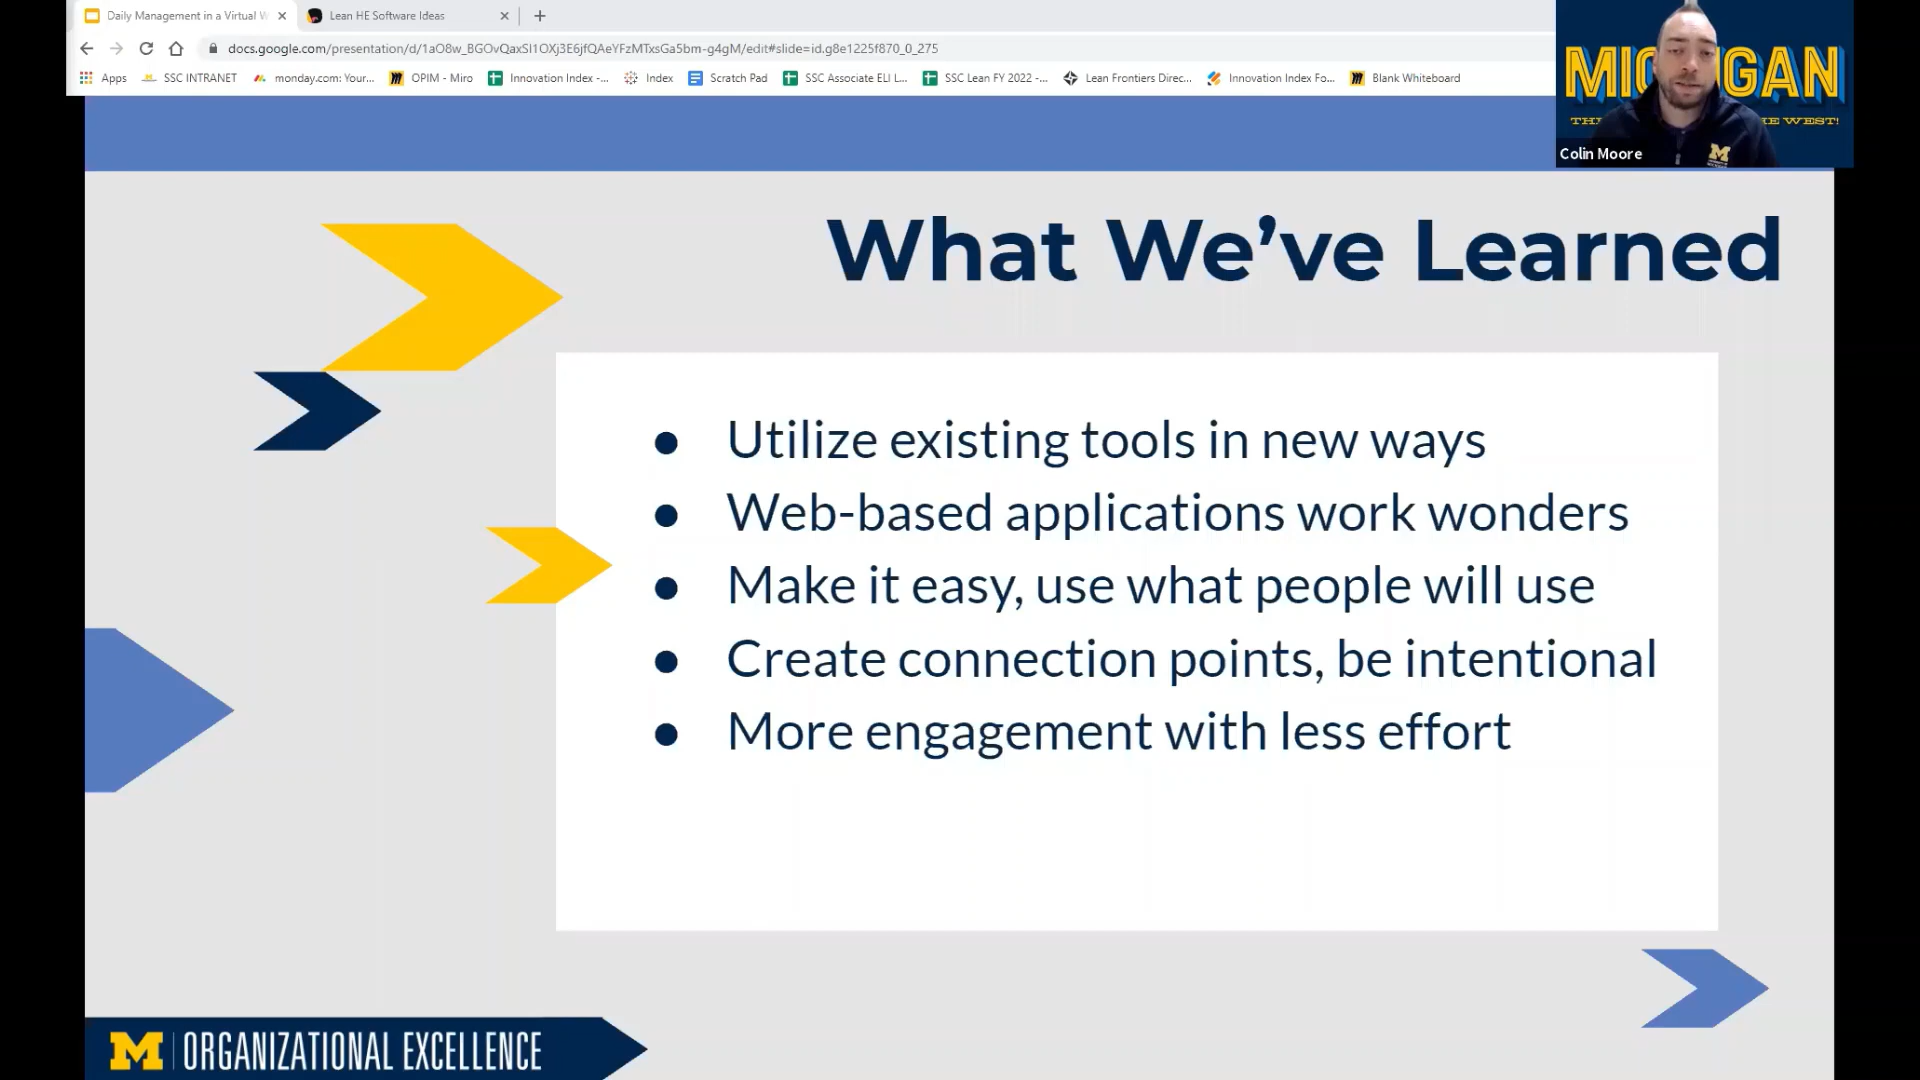 Daily Management in a Virtual W
Lean HE Software Ideas
docs.google.com/presentation/d/1aO8w_BGOvQaxSI1OXj3E6jfQAeYFzMTxsGa5bm-g4gM/edit#slide=id.g8e1225f870_0_275
Apps SSC INTRANET monday.com: Your... OPIM - Miro Innovation Index -... Index Scratch Pad SSC Associate ELI L... SSC Lean FY 2022 -... Lean Frontiers Direc... Innovation Index Fo... Blank Whiteboard
WEST!
Colin Moore
M
What We’ve Learned
● Utilize existing tools in new ways
● Web-based applications work wonders
● Make it easy, use what people will use
● Create connection points, be intentional
● More engagement with less effort
M ORGANIZATIONAL EXCELLENCE